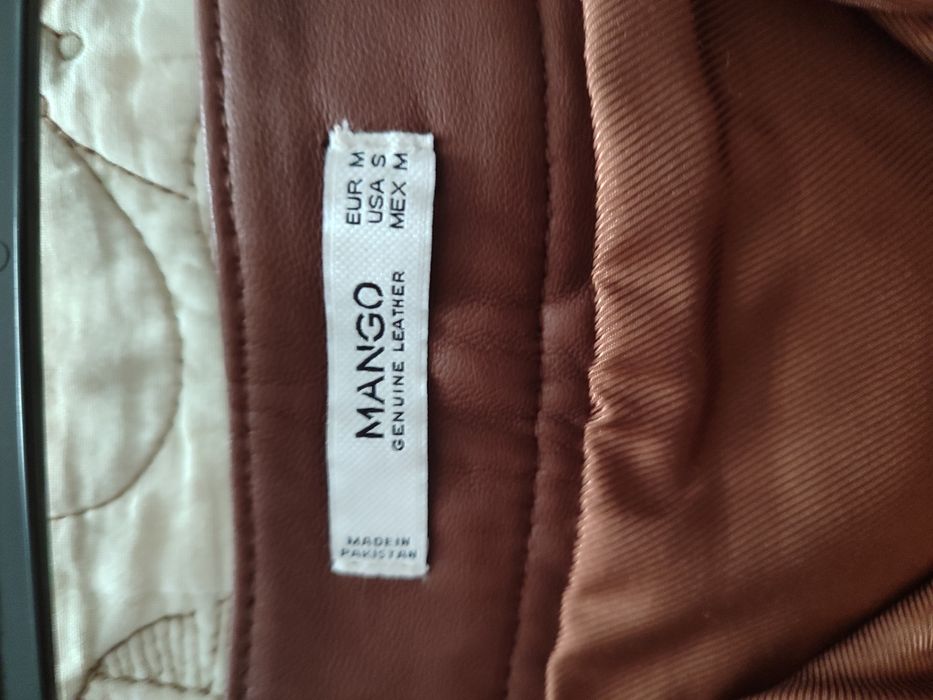 MANGO
GENUINE LEATHER
EUR M
USA S
MEX M
MADE IN
PAKISTAN